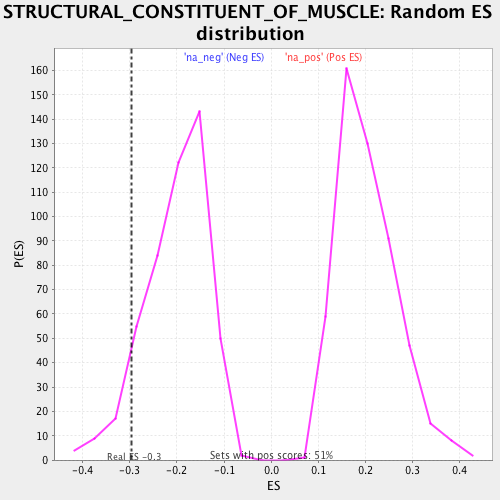 STRUCTURAL_CONSTITUENT_OF_MUSCLE: Random ES
distribution
'na_neg' (Neg ES) 'na_pos' (Pos ES)
160
150
140
130
120
110
100
90
80
70
60
50
40
30
20
10
0
P(ES)
Real ES -0.3 Sets with pos scores: 51%
-0.4 -0.3 -0.2 -0.1 0.0 0.1 0.2 0.3 0.4
ES